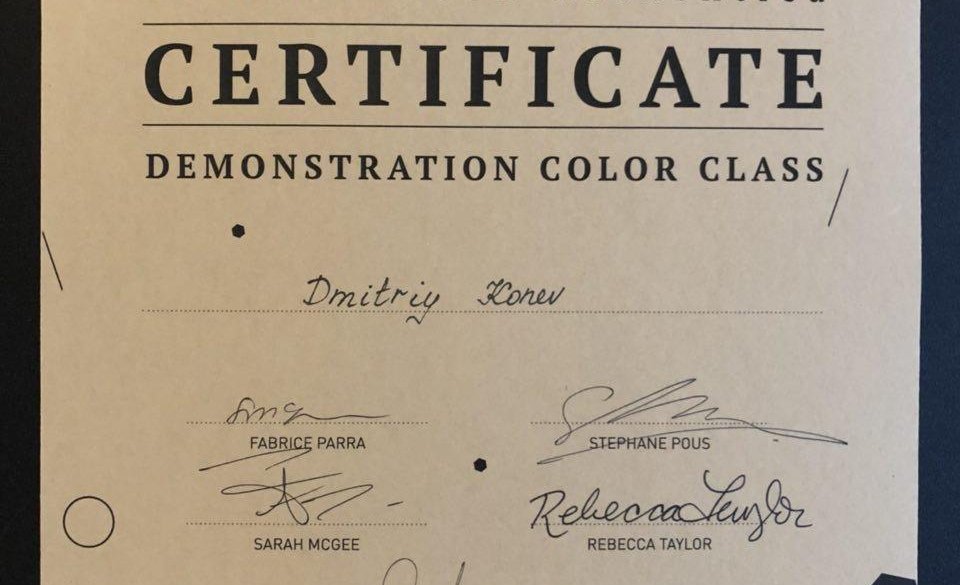 CERTIFICATE
DEMONSTRATION COLOR CLASS
Dmitriy Konev
FABRICE PARRA
STEPHANE POUS
Rebecca Taylor
SARAH MCGEE
REBECCA TAYLOR